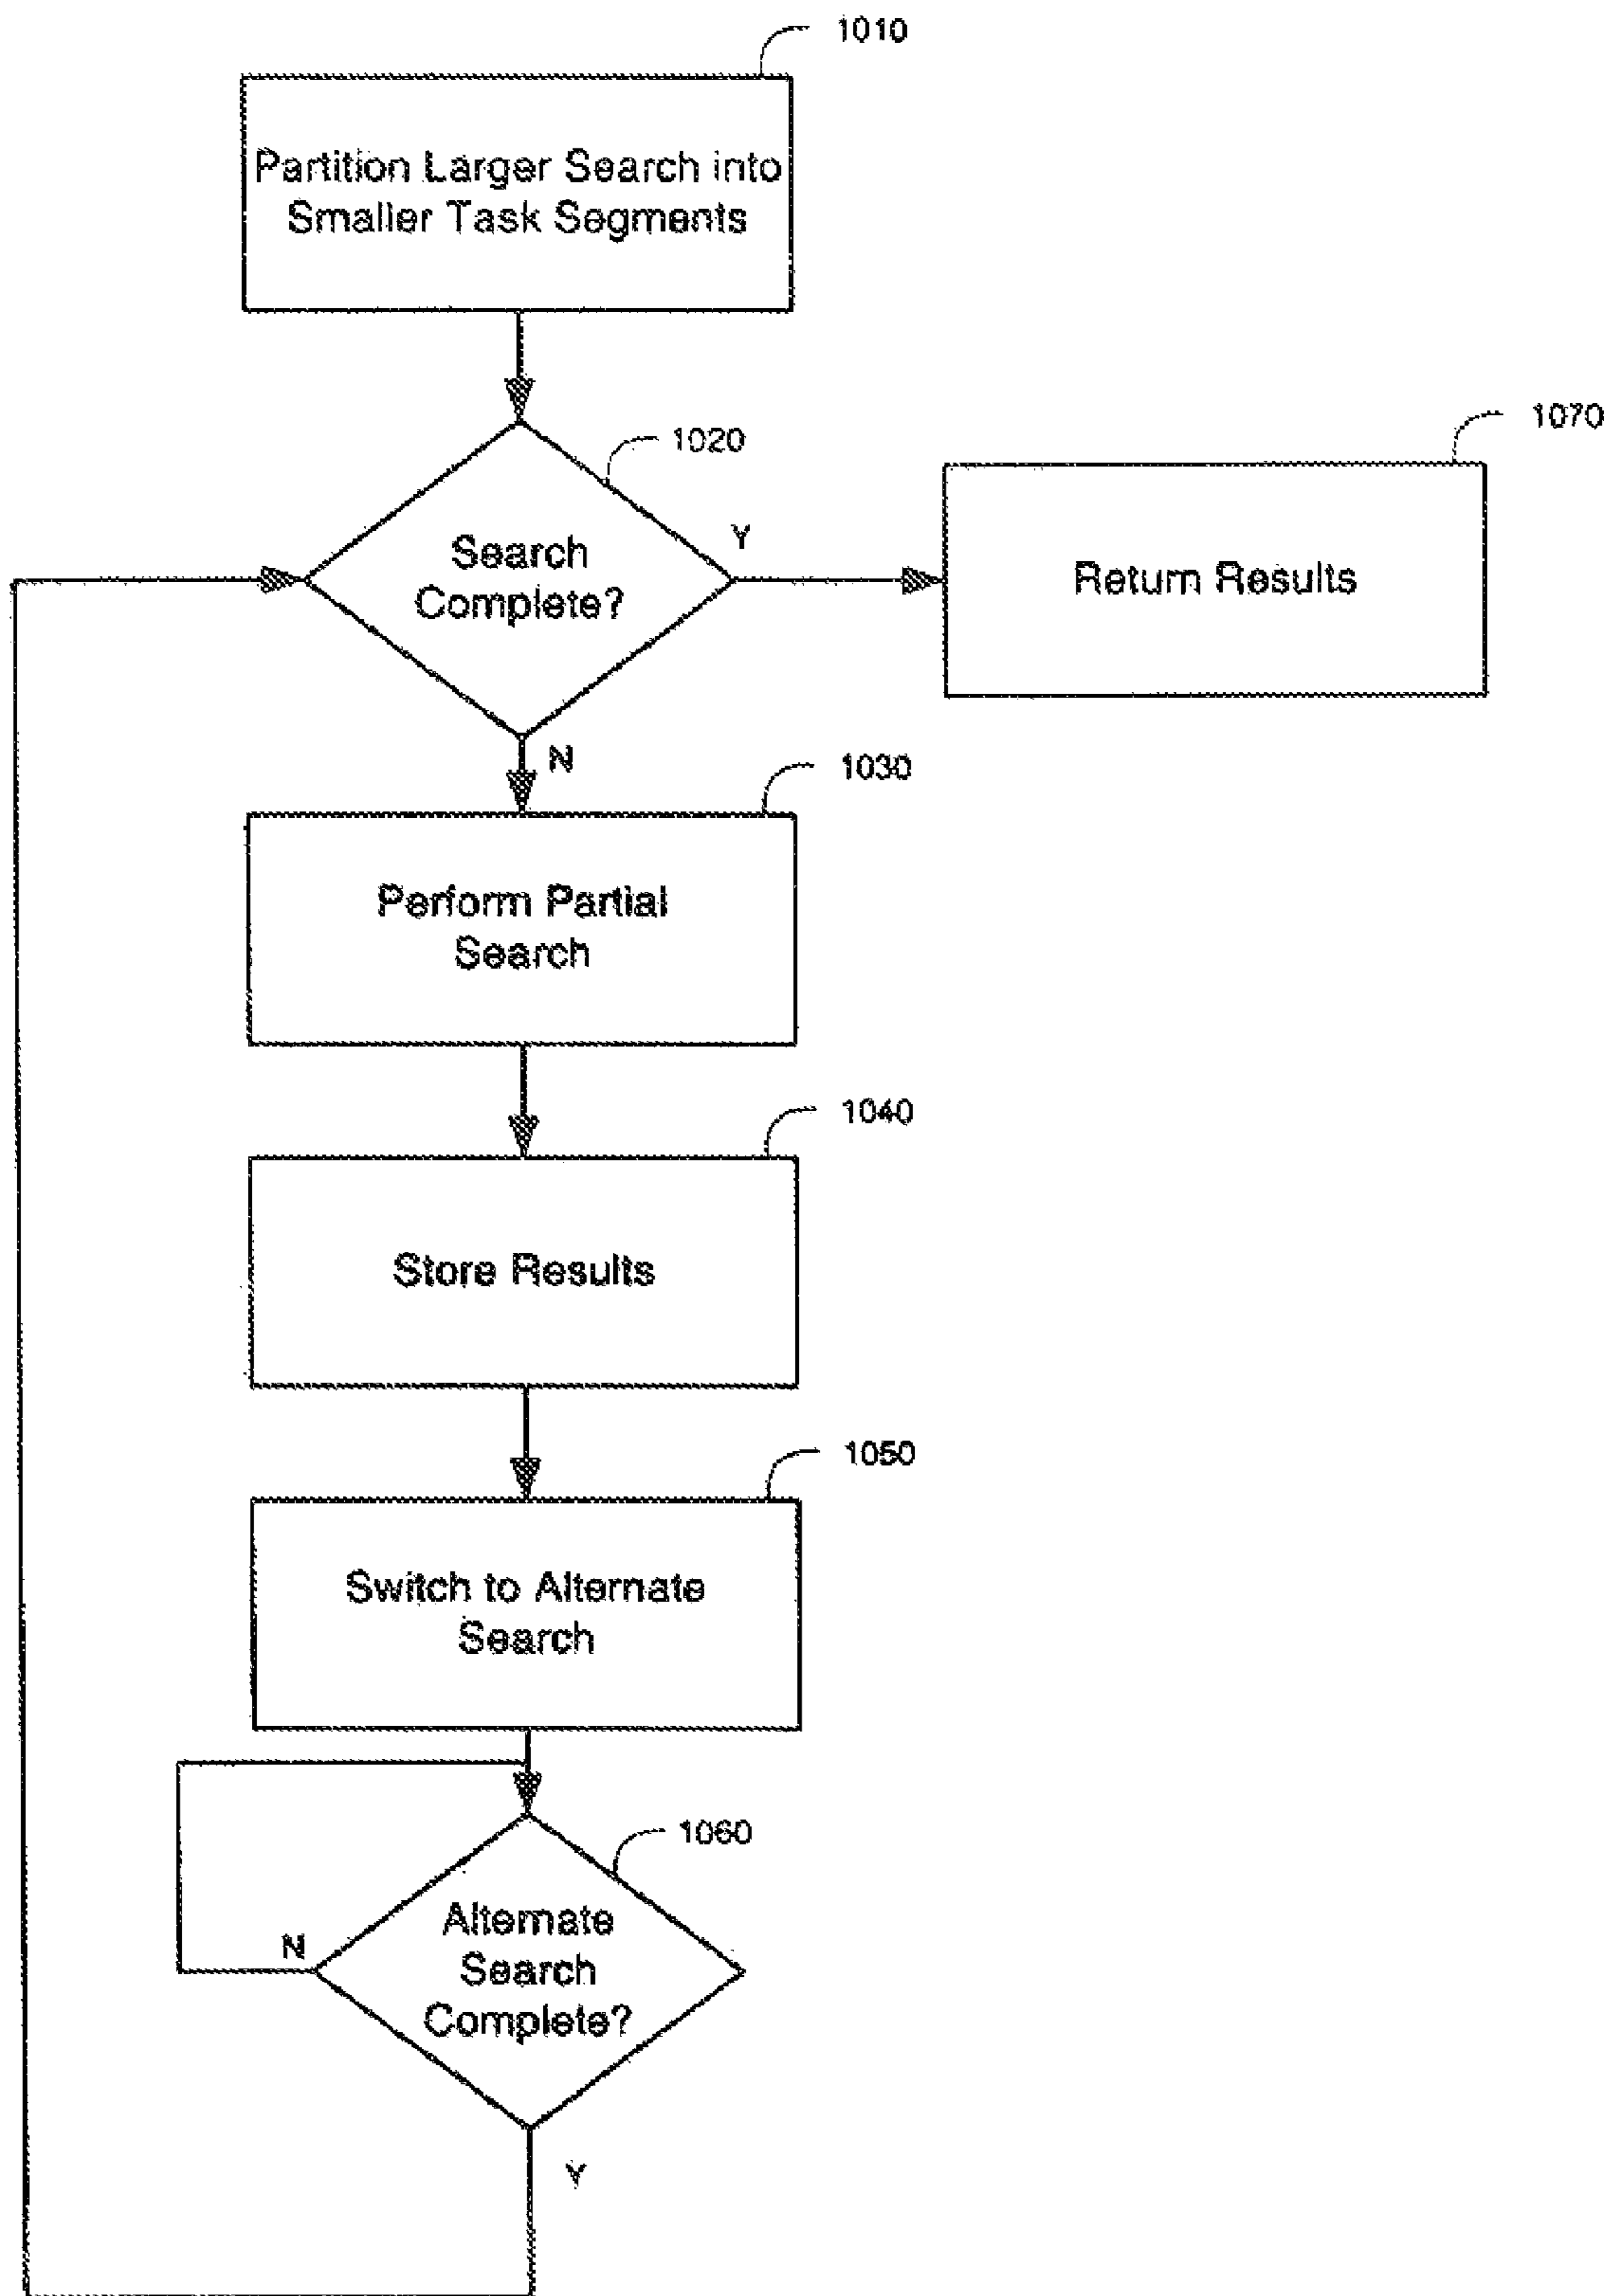 1010
Partition Larger Search into
Smaller Task Segments
1020
Search
Complete?
Y
N
1070
Return Results
1030
Perform Partial
Search
1040
Store Results
1050
Switch to Alternate
Search
1060
Alternate
Search
Complete?
N
Y